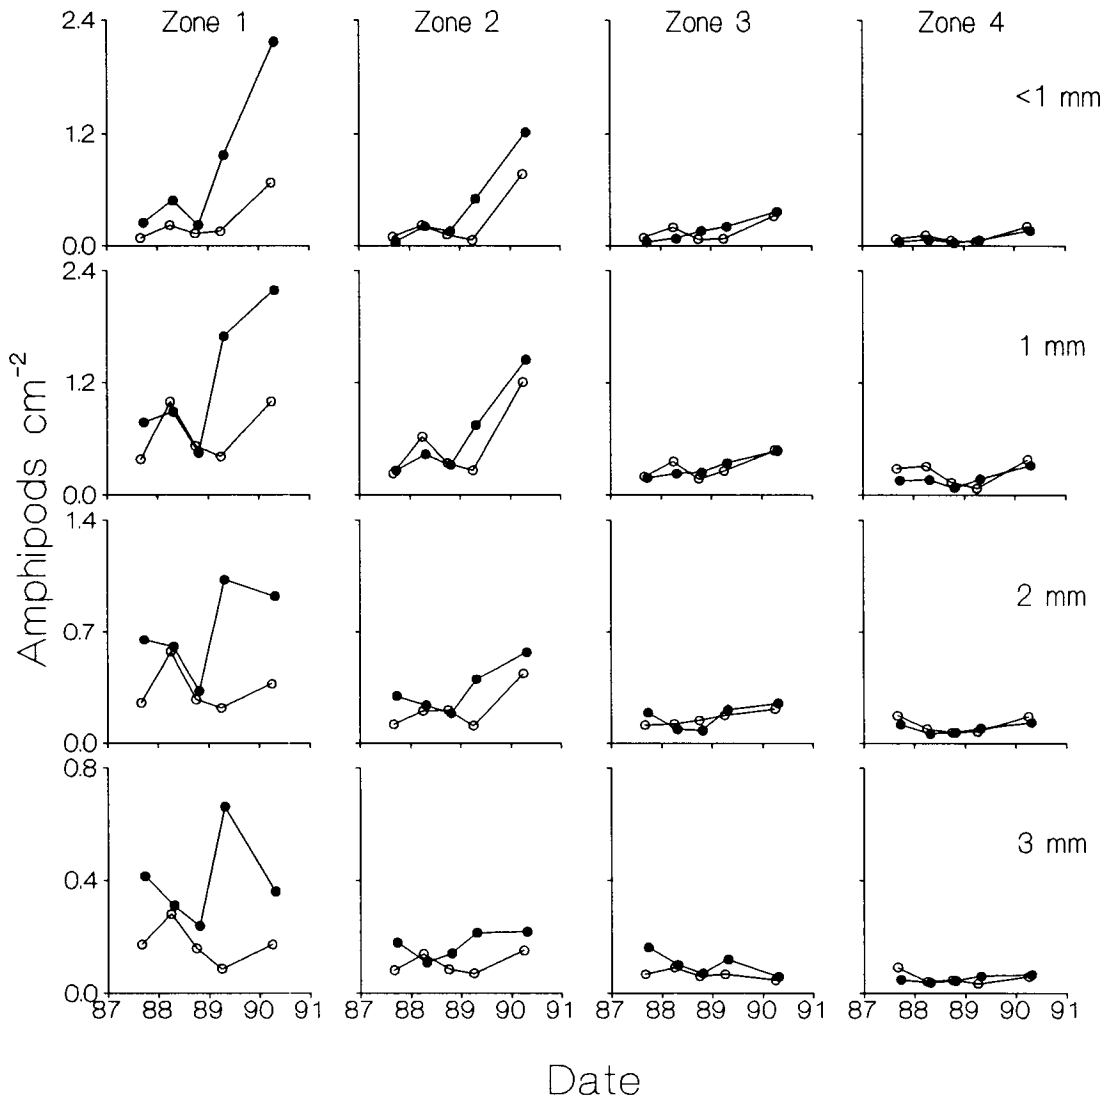 Zone 1 Zone 2 Zone 3 Zone 4
2.4
<1 mm
1.2
0.0
2.4
1 mm
1.2
0.0
1.4
2 mm
0.7
0.0
0.8
3 mm
0.4
0.0
87 88 89 90 91 87 88 89 90 91 87 88 89 90 91 87 88 89 90 91
Amphipods cm⁻²
Date